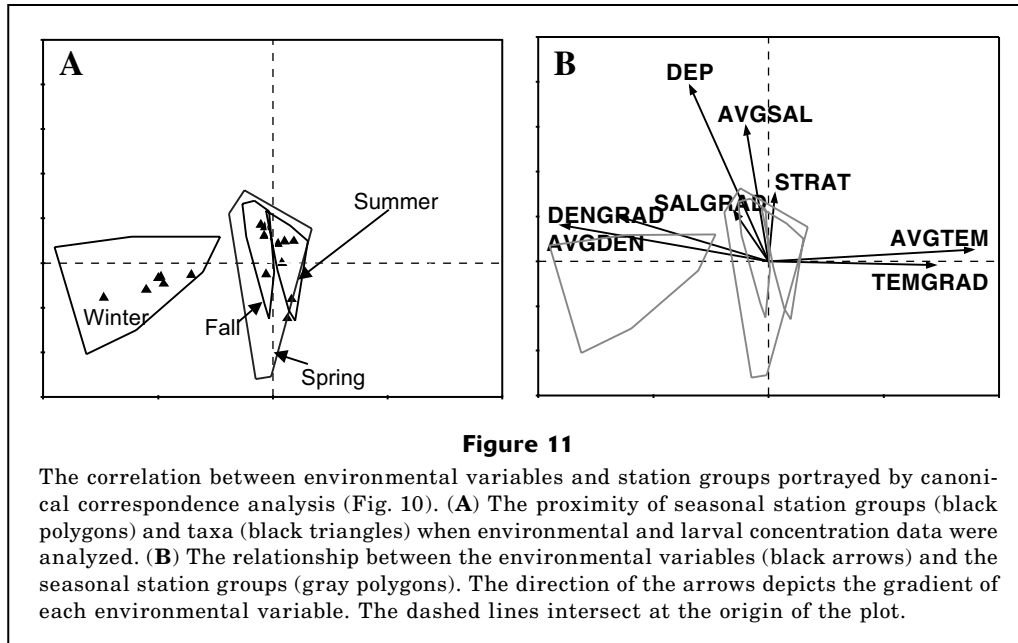 A
Summer
Winter
Fall
Spring
B
DEP
AVGSAL
STRAT
SALGRAD
DENGRAD
AVGDEN
AVGTEM
TEMGRAD
Figure 11
The correlation between environmental variables and station groups portrayed by canoni-
cal correspondence analysis (Fig. 10). (A) The proximity of seasonal station groups (black
polygons) and taxa (black triangles) when environmental and larval concentration data were
analyzed. (B) The relationship between the environmental variables (black arrows) and the
seasonal station groups (gray polygons). The direction of the arrows depicts the gradient of
each environmental variable. The dashed lines intersect at the origin of the plot.